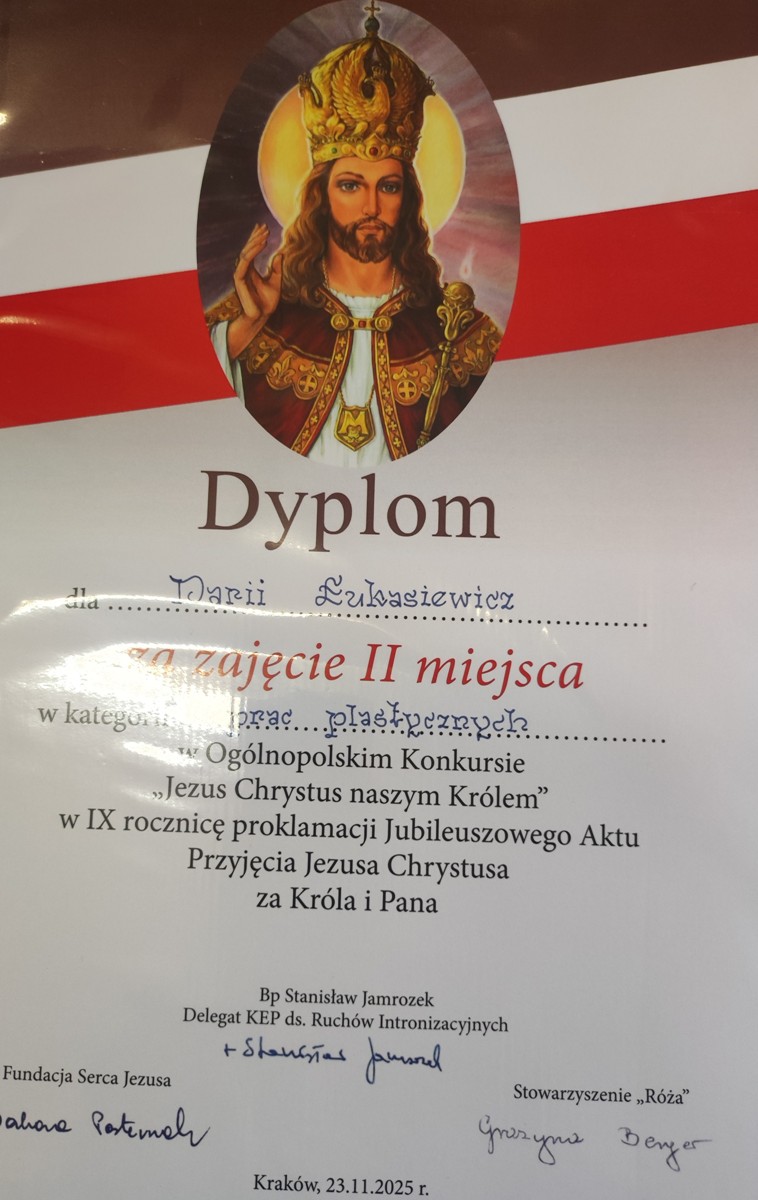 Dyplom
dla Darii Łukasiewicz
za zajęcie II miejsca
w kategorii prac plastycznych
w Ogólnopolskim Konkursie
„Jezus Chrystus naszym Królem”
w IX rocznicę proklamacji Jubileuszowego Aktu
Przyjęcia Jezusa Chrystusa
za Króla i Pana
Bp Stanisław Jamrozek
Delegat KEP ds. Ruchów Intronizacyjnych
+ Stanisław Jamrozek
Fundacja Serca Jezusa
Stowarzyszenie „Róża”
Grażyna Berger
Kraków, 23.11.2025 r.